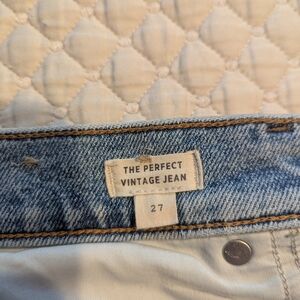 THE PERFECT
VINTAGE JEAN
27